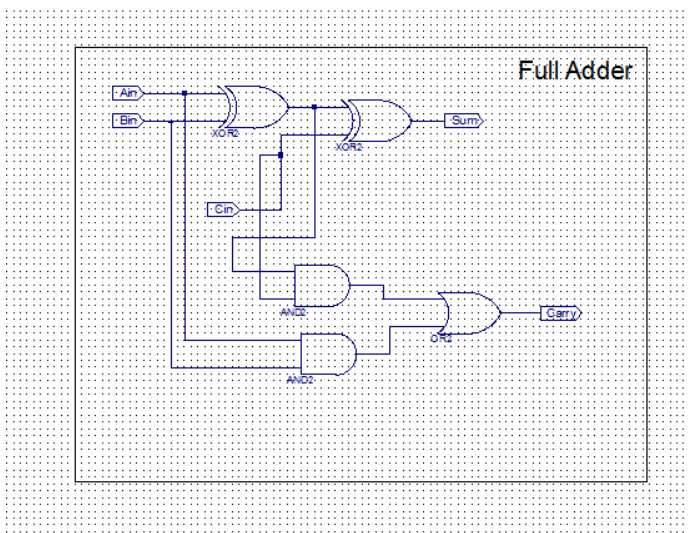 Full Adder
Ain
Bin
XOR2
Sum
XOR2
Cin
AND2
Carry
OR2
AND2